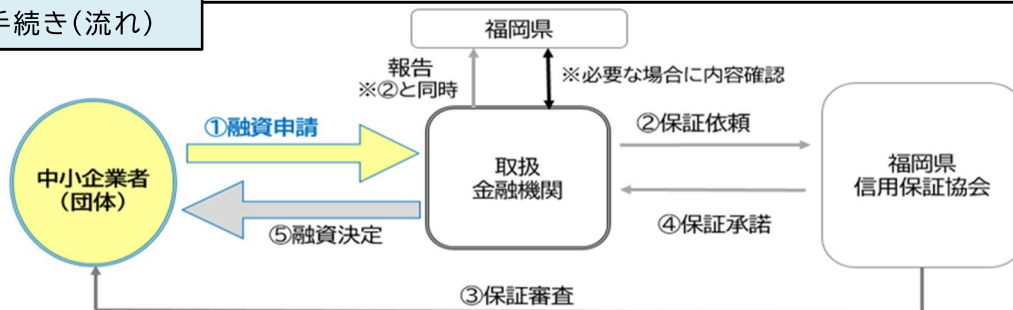 手続き(流れ)
福岡県
報告
※②と同時
※必要な場合に内容確認
①融資申請
②保証依頼
中小企業者
(団体)
取扱
金融機関
福岡県
信用保証協会
⑤融資決定
④保証承諾
③保証審査